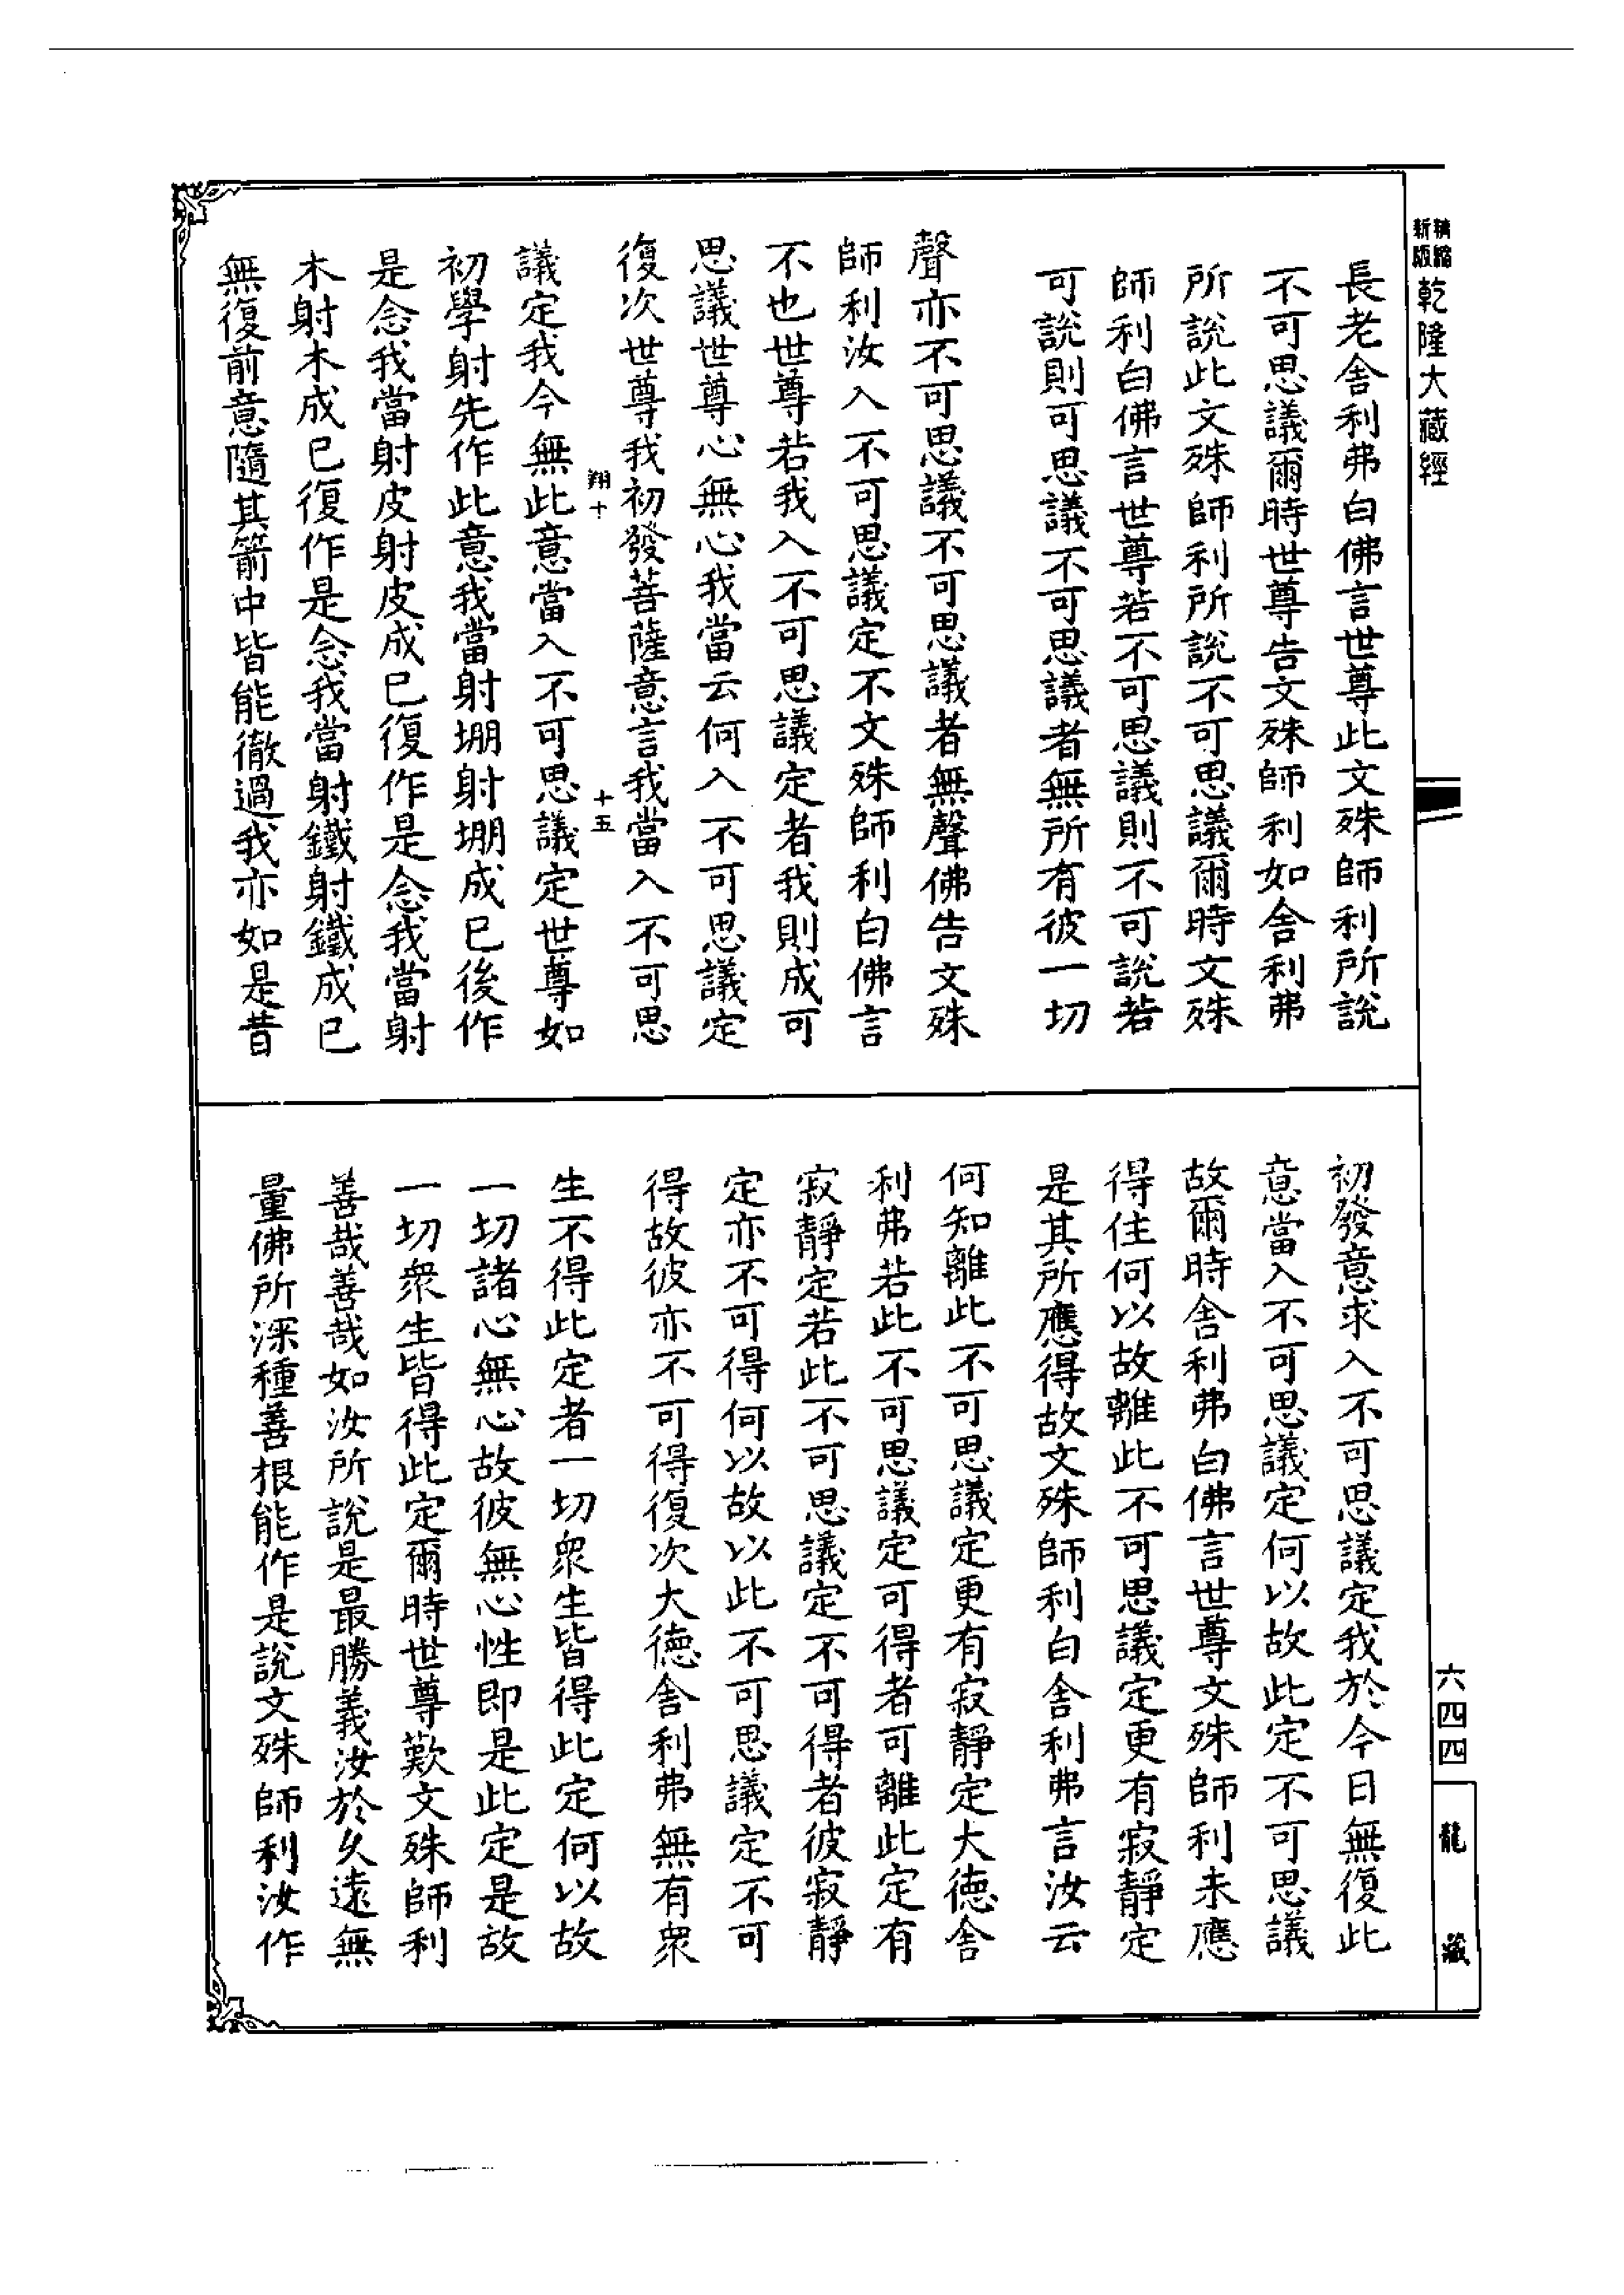 精縮
新版
乾隆大藏經
長老舍利弗白佛言世尊此文殊師利所說
不可思議爾時世尊告文殊師利如舍利弗
所說此文殊師利所說不可思議爾時文殊
師利白佛言世尊若不可思議則不可說若
可說則可思議不可思議者無所有彼一切
聲亦不可思議不可思議者無聲佛告文殊
師利汝入不可思議定不文殊師利白佛言
不也世尊若我入不可思議定者我則成可
思議世尊心無心我當云何入不可思議定
復次世尊我初發菩薩意言我當入不可思
翔十
十五
議定我今無此意當入不可思議定世尊如
初學射先作此意我當射堋射堋成已後作
是念我當射皮射皮成已復作是念我當射
木射木成已復作是念我當射鐵射鐵成已
無復前意隨其箭中皆能徹過我亦如是昔
初發意求入不可思議定我於今日無復此
意當入不可思議定何以故此定不可思議
故爾時舍利弗白佛言世尊文殊師利未應
得住何以故離此不可思議定更有寂靜定
是其所應得故文殊師利白舍利弗言汝云
何知離此不可思議定更有寂靜定大德舍
利弗若此不可思議定可得者可離此定有
寂靜定若此不可思議定不可得者彼寂靜
定亦不可得何以故以此不可思議定不可
得故彼亦不可得復次大德舍利弗無有衆
生不得此定者一切衆生皆得此定何以故
一切諸心無心故彼無心性即是此定是故
一切衆生皆得此定爾時世尊歎文殊師利
善哉善哉如汝所說是最勝義汝於久遠無
量佛所深種善根能作是說文殊師利汝作
六四四
龍藏